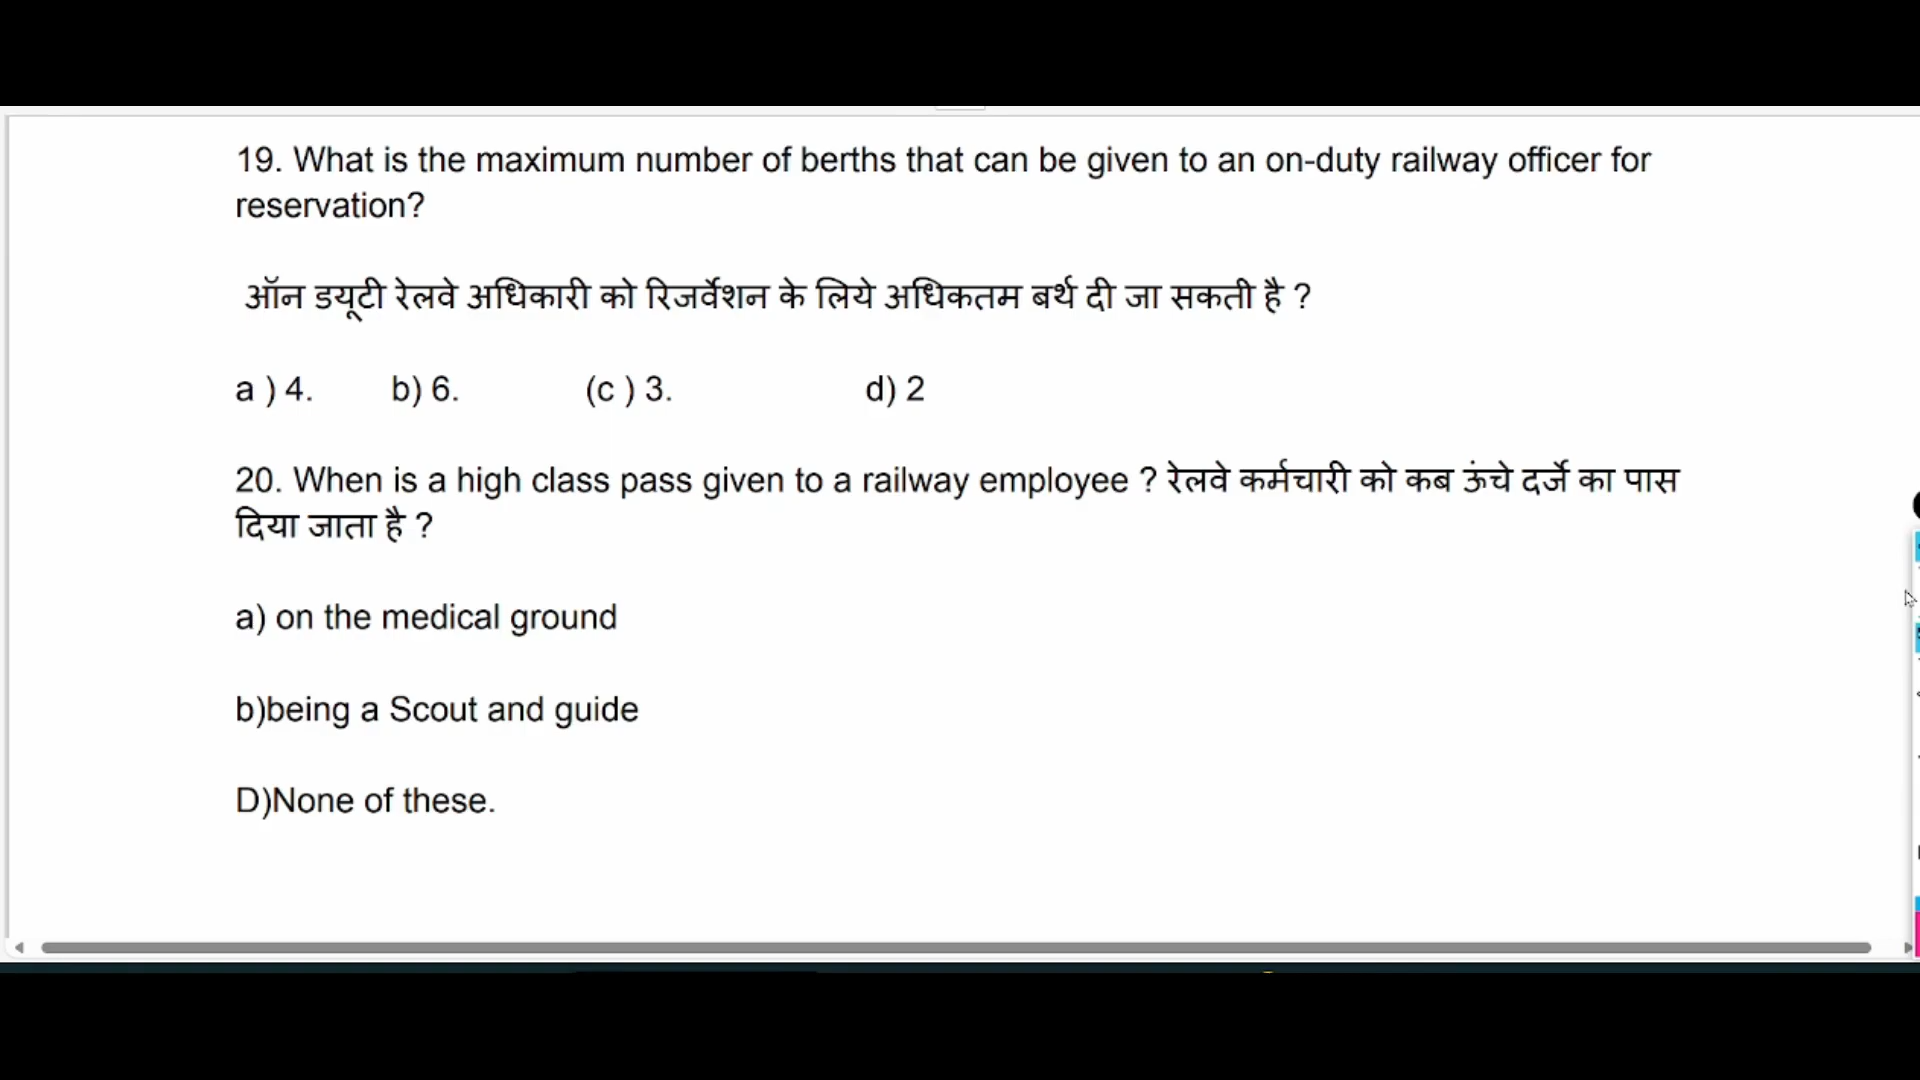 19. What is the maximum number of berths that can be given to an on-duty railway officer for
reservation?
ऑन डयूटी रेलवे अधिकारी को रिजर्वेशन के लिये अधिकतम बर्थ दी जा सकती है ?
a ) 4. b) 6. (c ) 3. d) 2
20. When is a high class pass given to a railway employee ? रेलवे कर्मचारी को कब ऊंचे दर्जे का पास
दिया जाता है ?
a) on the medical ground
b)being a Scout and guide
D)None of these.